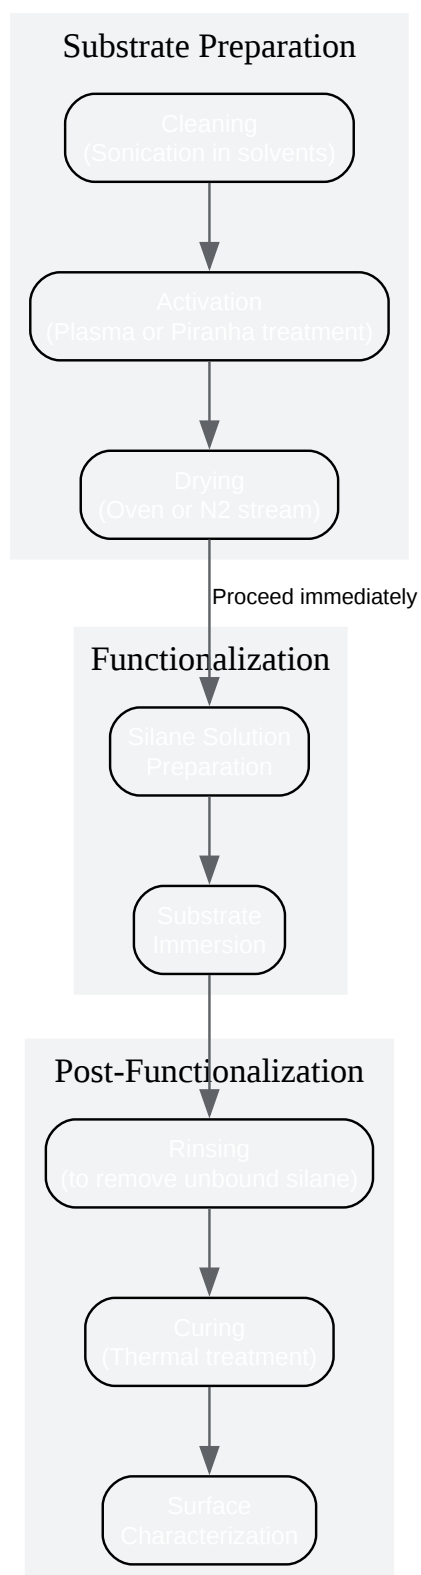 Substrate Preparation
Cleaning
(Sonication in solvents)
Activation
(Plasma or Piranha treatment)
Drying
(Oven or N2 stream)
Proceed immediately
Functionalization
Silane Solution
Preparation
Substrate
Immersion
Post-Functionalization
Rinsing
(to remove unbound silane)
Curing
(Thermal treatment)
Surface
Characterization